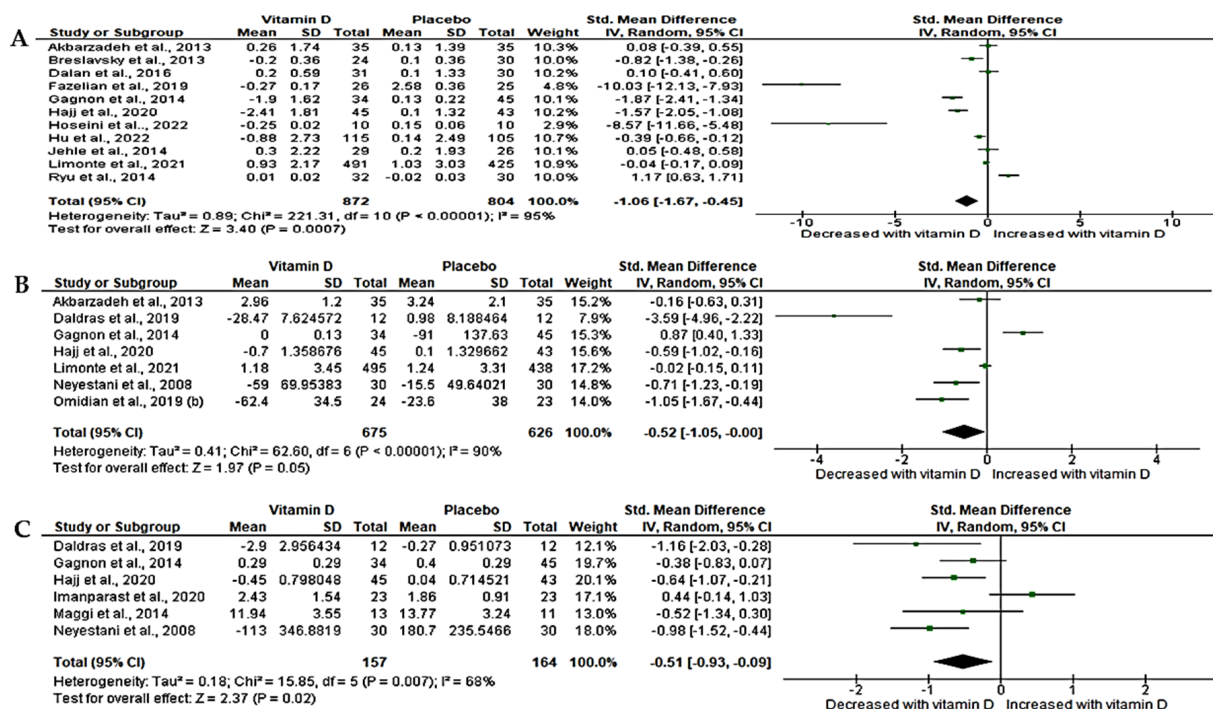 A
Vitamin D Placebo Std. Mean Difference Std. Mean Difference
Study or Subgroup Mean SD Total Mean SD Total Weight IV, Random, 95% CI IV, Random, 95% CI
Akbarzadeh et al., 2013 0.26 1.74 35 0.13 1.39 35 10.3% 0.08 [-0.39, 0.55]
Breslavsky et al., 2013 -0.2 0.36 24 0.1 0.36 30 10.0% -0.82 [-1.38, -0.26]
Dalan et al., 2016 0.2 0.59 31 0.1 1.33 30 10.2% 0.10 [-0.41, 0.60]
Fazelian et al., 2019 -0.27 0.17 26 2.58 0.36 25 4.8% -10.03 [-12.13, -7.93]
Gagnon et al., 2014 -1.9 1.62 34 0.13 0.22 45 10.1% -1.87 [-2.41, -1.34]
Hajj et al., 2020 -2.41 1.81 45 0.1 1.32 43 10.2% -1.57 [-2.05, -1.08]
Hoseini et al., 2022 -0.25 0.02 10 0.15 0.06 10 2.9% -8.57 [-11.66, -5.48]
Hu et al., 2022 -0.88 2.73 115 0.14 2.49 105 10.7% -0.39 [-0.66, -0.12]
Jehle et al., 2014 0.3 2.22 29 0.2 1.93 26 10.1% 0.05 [-0.48, 0.58]
Limonte et al., 2021 0.93 2.17 491 1.03 3.03 425 10.9% -0.04 [-0.17, 0.09]
Ryu et al., 2014 0.01 0.02 32 -0.02 0.03 30 10.0% 1.17 [0.63, 1.71]
Total (95% CI) 872 804 100.0% -1.06 [-1.67, -0.45]
Heterogeneity: Tau² = 0.89; Chi² = 221.31, df = 10 (P < 0.00001); I² = 95%
Test for overall effect: Z = 3.40 (P = 0.0007)
-10 -5 0 5 10
Decreased with vitamin D Increased with vitamin D
B
Vitamin D Placebo Std. Mean Difference Std. Mean Difference
Study or Subgroup Mean SD Total Mean SD Total Weight IV, Random, 95% CI IV, Random, 95% CI
Akbarzadeh et al., 2013 2.96 1.2 35 3.24 2.1 35 15.2% -0.16 [-0.63, 0.31]
Daldras et al., 2019 -28.47 7.624572 12 0.98 8.188464 12 7.9% -3.59 [-4.96, -2.22]
Gagnon et al., 2014 0 0.13 34 -91 137.63 45 15.3% 0.87 [0.40, 1.33]
Hajj et al., 2020 -0.7 1.358676 45 0.1 1.329662 43 15.6% -0.59 [-1.02, -0.16]
Limonte et al., 2021 1.18 3.45 495 1.24 3.31 438 17.2% -0.02 [-0.15, 0.11]
Neyestani et al., 2008 -59 69.95383 30 -15.5 49.64021 30 14.8% -0.71 [-1.23, -0.19]
Omidian et al., 2019 (b) -62.4 34.5 24 -23.6 38 23 14.0% -1.05 [-1.67, -0.44]
Total (95% CI) 675 626 100.0% -0.52 [-1.05, -0.00]
Heterogeneity: Tau² = 0.41; Chi² = 62.60, df = 6 (P < 0.00001); I² = 90%
Test for overall effect: Z = 1.97 (P = 0.05)
-4 -2 0 2 4
Decreased with vitamin D Increased with vitamin D
C
Vitamin D Placebo Std. Mean Difference Std. Mean Difference
Study or Subgroup Mean SD Total Mean SD Total Weight IV, Random, 95% CI IV, Random, 95% CI
Daldras et al., 2019 -2.9 2.956434 12 -0.27 0.951073 12 12.1% -1.16 [-2.03, -0.28]
Gagnon et al., 2014 0.29 0.29 34 0.4 0.29 45 19.7% -0.38 [-0.83, 0.07]
Hajj et al., 2020 -0.45 0.798048 45 0.04 0.714521 43 20.1% -0.64 [-1.07, -0.21]
Imanparast et al., 2020 2.43 1.54 23 1.86 0.91 23 17.1% 0.44 [-0.14, 1.03]
Maggi et al., 2014 11.94 3.55 13 13.77 3.24 11 13.0% -0.52 [-1.34, 0.30]
Neyestani et al., 2008 -113 346.8819 30 180.7 235.5466 30 18.0% -0.98 [-1.52, -0.44]
Total (95% CI) 157 164 100.0% -0.51 [-0.93, -0.09]
Heterogeneity: Tau² = 0.18; Chi² = 15.85, df = 5 (P = 0.007); I² = 68%
Test for overall effect: Z = 2.37 (P = 0.02)
-2 -1 0 1 2
Decreased with vitamin D Increased with vitamin D